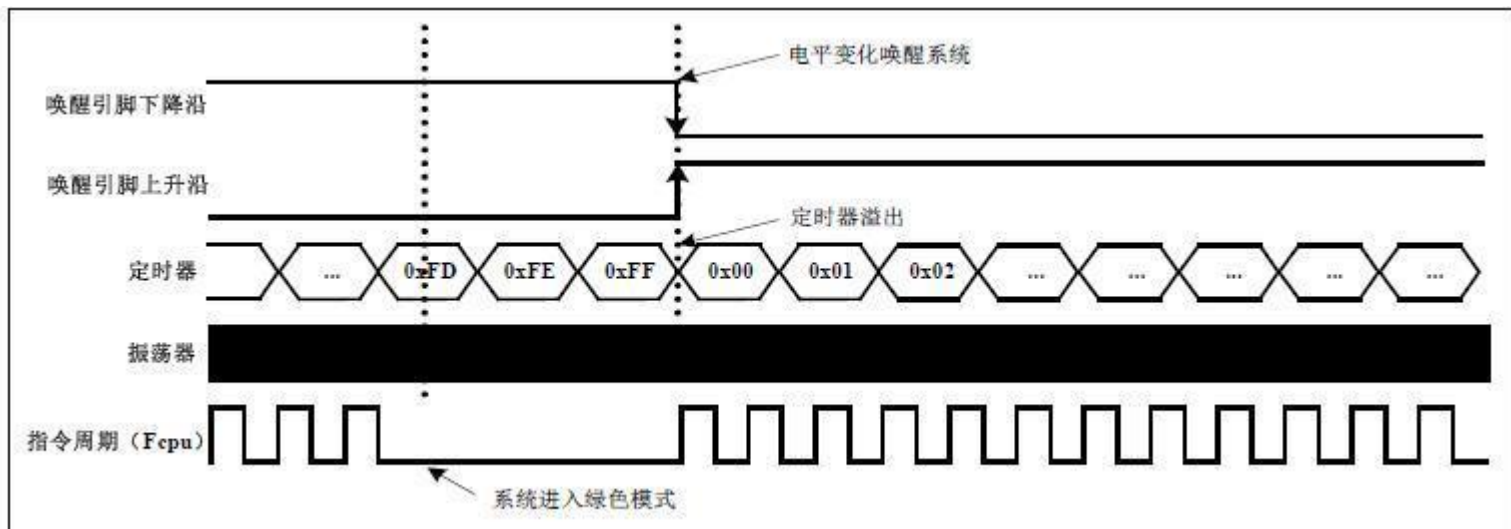 电平变化唤醒系统
唤醒引脚下降沿
唤醒引脚上升沿
定时器溢出
定时器 ... 0xFD 0xFE 0xFF 0x00 0x01 0x02 ... ... ... ... ...
振荡器
指令周期（Fcpu）
系统进入绿色模式